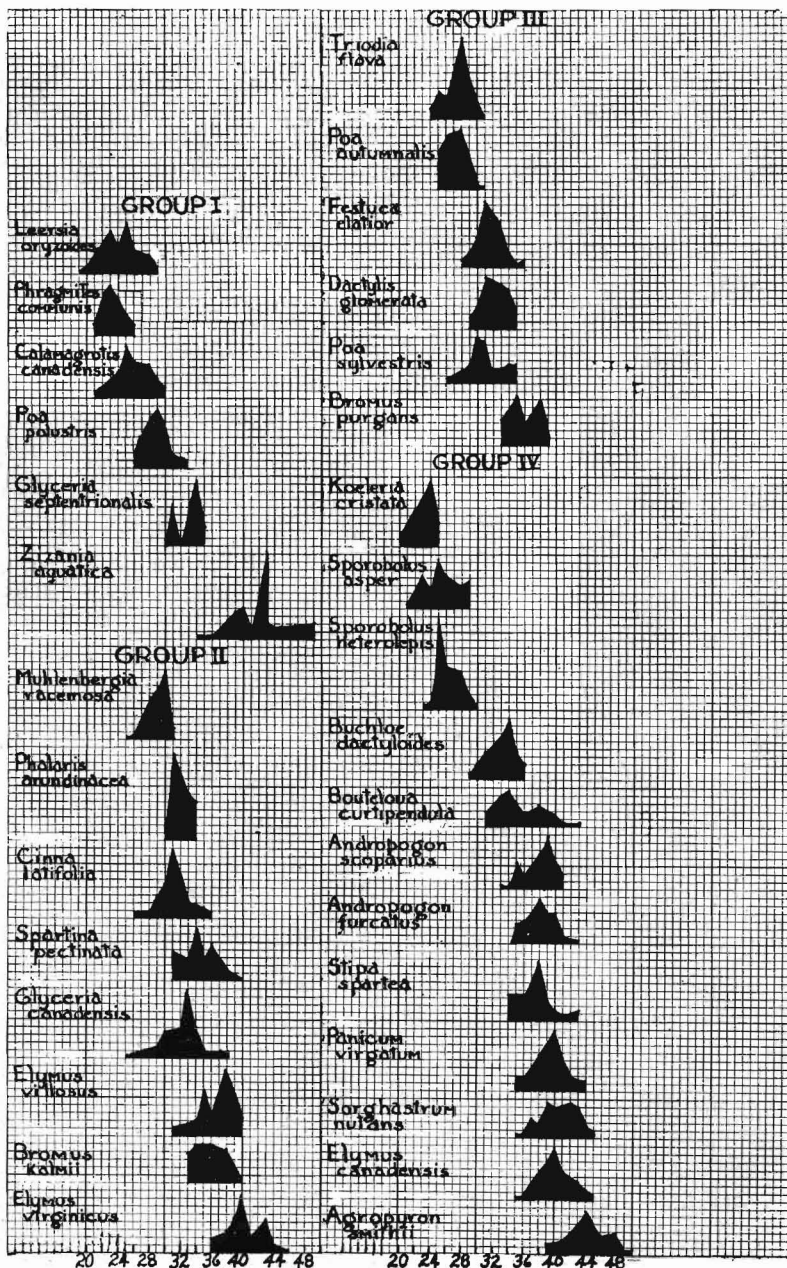 GROUP I
Leersia
oryzoides
Phragmites
communis
Calamagrotis
canadensis
Poa
palustris
Glyceria
septentrionalis
Zizania
aquatica
GROUP II
Muhlenbergia
racemosa
Phalaris
arundinacea
Cinna
latifolia
Spartina
pectinata
Glyceria
canadensis
Elymus
villosus
Bromus
kalmii
Elymus
virginicus
20 24 28 32 36 40 44 48
GROUP III
Triodia
flava
Poa
autumnalis
Festuca
elatior
Dactylis
glomerata
Poa
sylvestris
Bromus
purgans
GROUP IV
Koeleria
cristata
Sporobolus
asper
Sporobolus
heterolepis
Buchloe
dactyloides
Bouteloua
curtipendula
Andropogon
scoparius
Andropogon
furcatus
Stipa
spartea
Panicum
virgatum
Sorghastrum
nutans
Elymus
canadensis
Agropyron
smithii
20 24 28 32 36 40 44 48